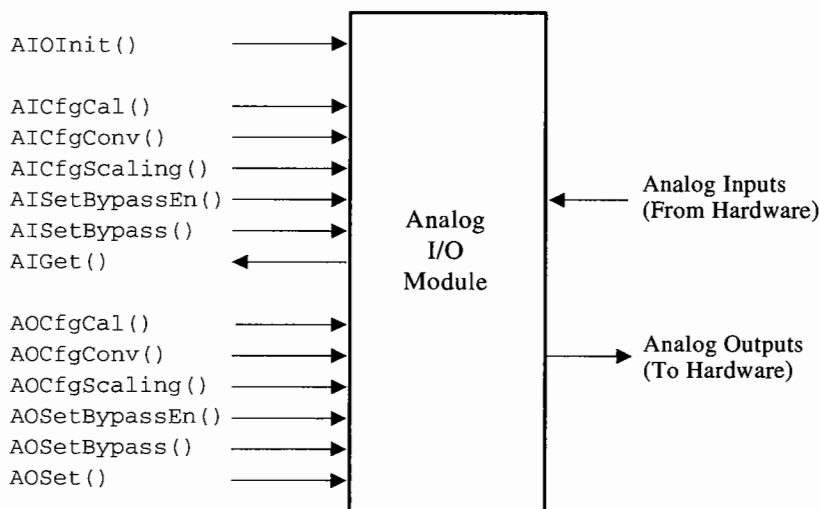 AIOInit()
AICfgCal()
AICfgConv()
AICfgScaling()
AISetBypassEn()
AISetBypass()
AIGet()
AOCfgCal()
AOCfgConv()
AOCfgScaling()
AOSetBypassEn()
AOSetBypass()
AOSet()
Analog
I/O
Module
Analog Inputs
(From Hardware)
Analog Outputs
(To Hardware)